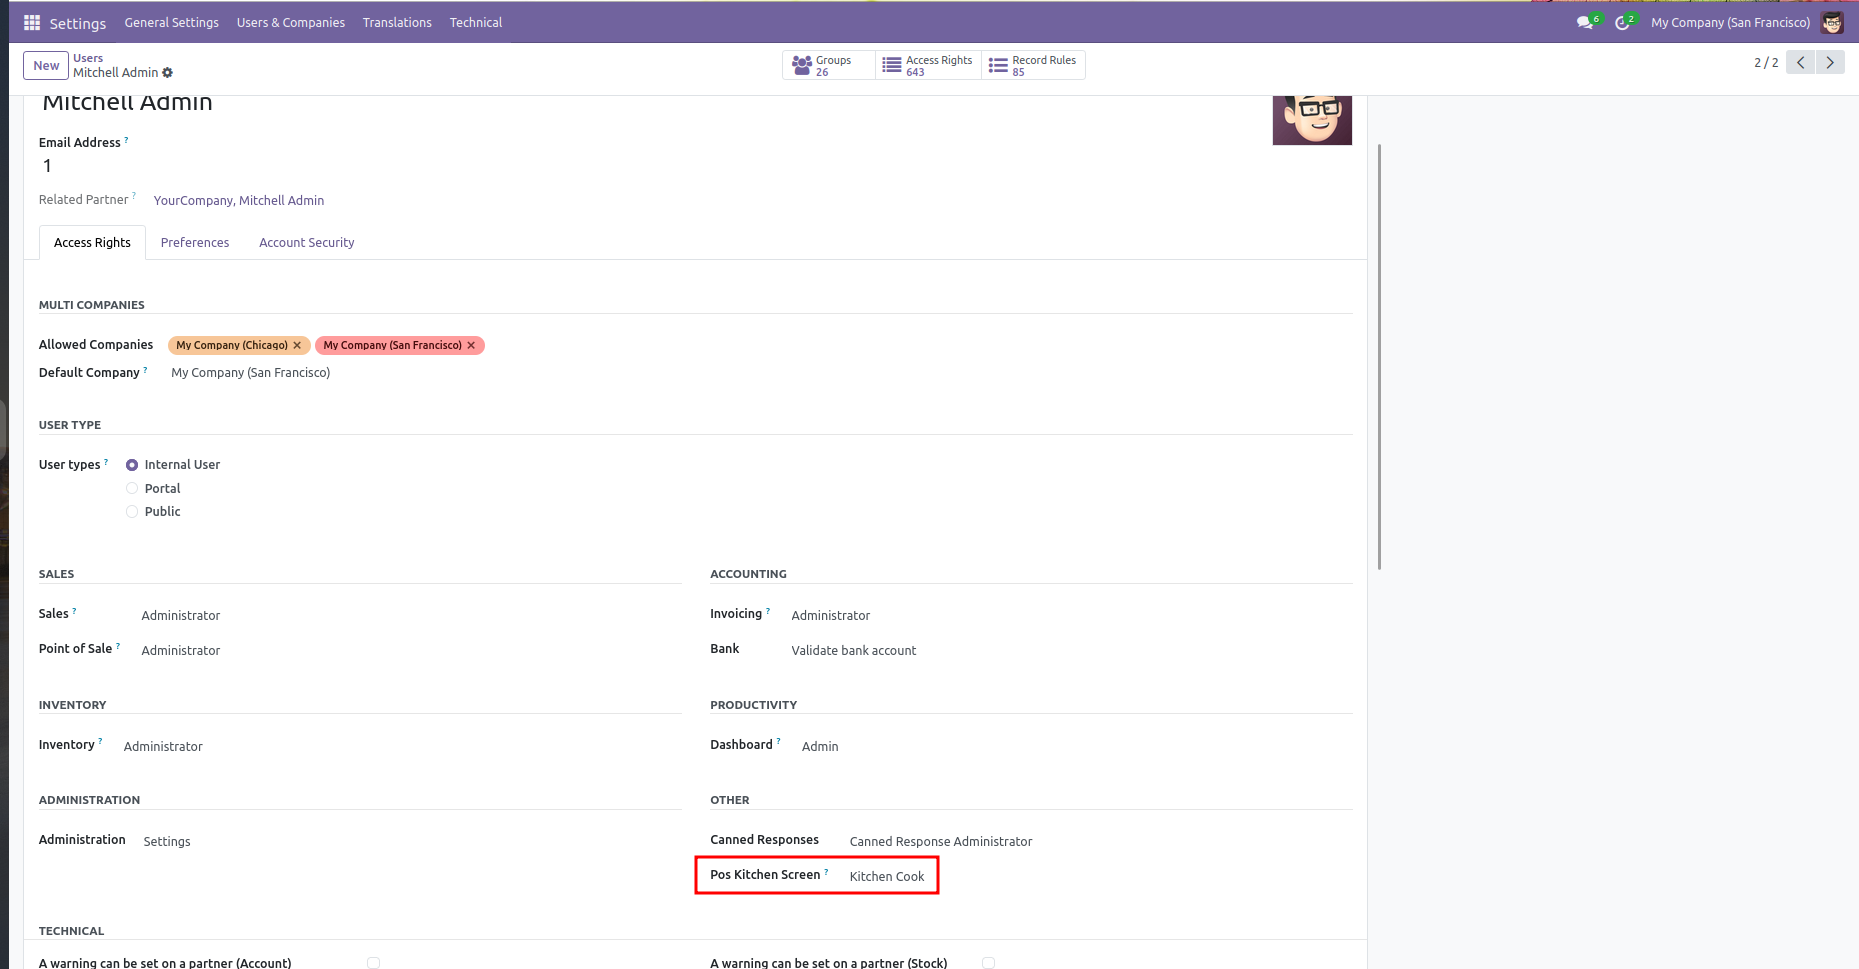 Settings General Settings Users & Companies Translations Technical 6 2 My Company (San Francisco)
New Users Groups Access Rights Record Rules
Mitchell Admin 26 643 85 2 / 2
Mitchell Admin
Email Address ?
1
Related Partner ? YourCompany, Mitchell Admin
Access Rights Preferences Account Security
MULTI COMPANIES
Allowed Companies My Company (Chicago) × My Company (San Francisco) ×
Default Company ? My Company (San Francisco)
USER TYPE
User types ? Internal User
Portal
Public
SALES ACCOUNTING
Sales ? Administrator Invoicing ? Administrator
Point of Sale ? Administrator Bank Validate bank account
INVENTORY PRODUCTIVITY
Inventory ? Administrator Dashboard ? Admin
ADMINISTRATION OTHER
Administration Settings Canned Responses Canned Response Administrator
Pos Kitchen Screen ? Kitchen Cook
TECHNICAL
A warning can be set on a partner (Account) A warning can be set on a partner (Stock)